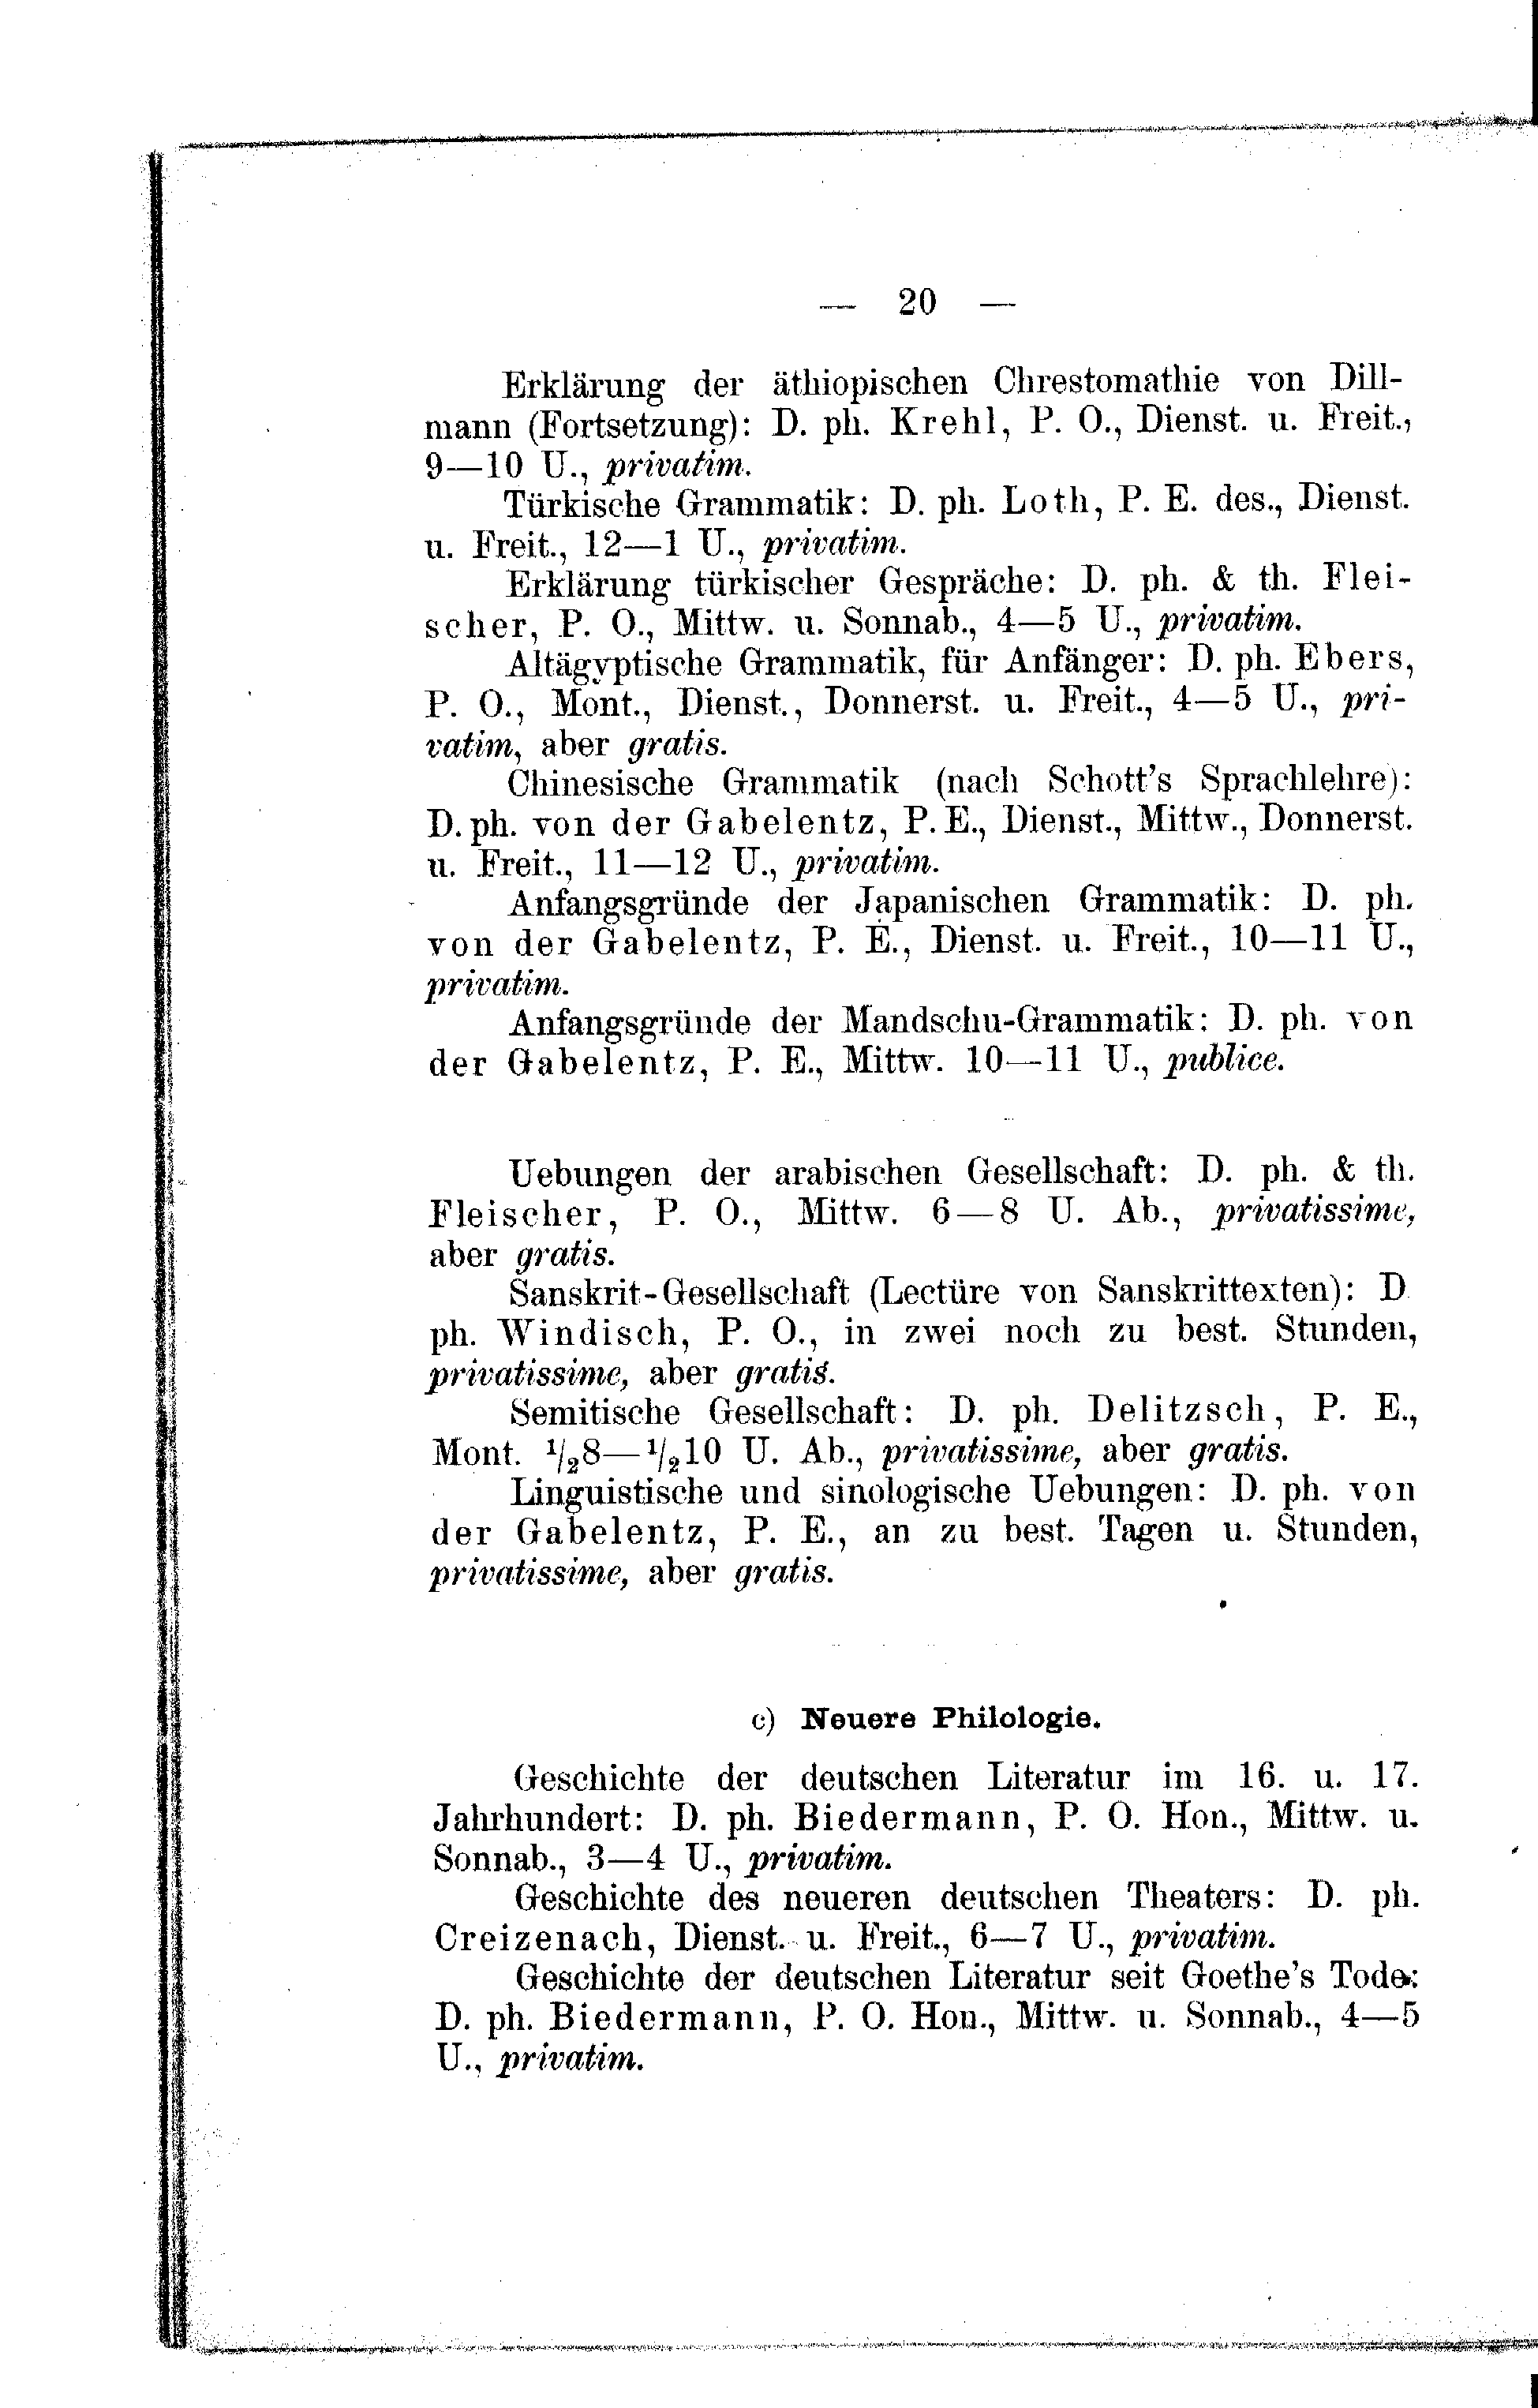 — 20 —
Erklärung der äthiopischen Chrestomathie von Dill-
mann (Fortsetzung): D. ph. Krehl, P. O., Dienst. u. Freit.,
9—10 U., privatim.
Türkische Grammatik: D. ph. Loth, P. E. des., Dienst.
u. Freit., 12—1 U., privatim.
Erklärung türkischer Gespräche: D. ph. & th. Flei-
scher, P. O., Mittw. u. Sonnab., 4—5 U., privatim.
Altägyptische Grammatik, für Anfänger: D. ph. Ebers,
P. O., Mont., Dienst., Donnerst. u. Freit., 4—5 U., pri-
vatim, aber gratis.
Chinesische Grammatik (nach Schott's Sprachlehre):
D. ph. von der Gabelentz, P. E., Dienst., Mittw., Donnerst.
u. Freit., 11—12 U., privatim.
Anfangsgründe der Japanischen Grammatik: D. ph.
von der Gabelentz, P. E., Dienst. u. Freit., 10—11 U.,
privatim.
Anfangsgründe der Mandschu-Grammatik: D. ph. von
der Gabelentz, P. E., Mittw. 10—11 U., publice.
Uebungen der arabischen Gesellschaft: D. ph. & th.
Fleischer, P. O., Mittw. 6—8 U. Ab., privatissime,
aber gratis.
Sanskrit-Gesellschaft (Lectüre von Sanskrittexten): D
ph. Windisch, P. O., in zwei noch zu best. Stunden,
privatissime, aber gratis.
Semitische Gesellschaft: D. ph. Delitzsch, P. E.,
Mont. 1/28—1/210 U. Ab., privatissime, aber gratis.
Linguistische und sinologische Uebungen: D. ph. von
der Gabelentz, P. E., an zu best. Tagen u. Stunden,
privatissime, aber gratis.
c) Neuere Philologie.
Geschichte der deutschen Literatur im 16. u. 17.
Jahrhundert: D. ph. Biedermann, P. O. Hon., Mittw. u.
Sonnab., 3—4 U., privatim.
Geschichte des neueren deutschen Theaters: D. ph.
Creizenach, Dienst. u. Freit., 6—7 U., privatim.
Geschichte der deutschen Literatur seit Goethe's Tode:
D. ph. Biedermann, P. O. Hon., Mittw. u. Sonnab., 4—5
U., privatim.